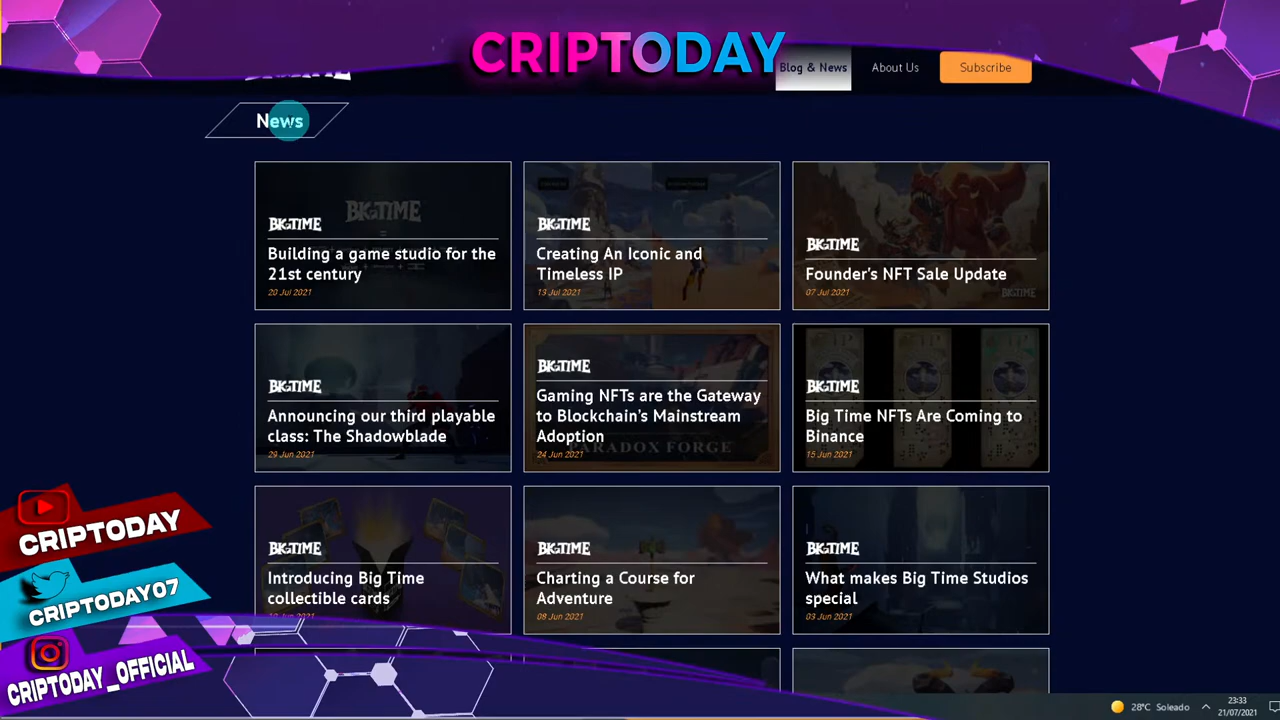 CRIPTODAY
Blog & News
About Us
Subscribe
News
BIGTIME
BIGTIME
Building a game studio for the
21st century
20 Jul 2021
BIGTIME
Creating An Iconic and
Timeless IP
13 Jul 2021
BIGTIME
Founder's NFT Sale Update
07 Jul 2021
BIGTIME
BIGTIME
Announcing our third playable
class: The Shadowblade
29 Jun 2021
BIGTIME
Gaming NFTs are the Gateway
to Blockchain's Mainstream
Adoption
PARADOX FORGE
24 Jun 2021
BIGTIME
Big Time NFTs Are Coming to
Binance
15 Jun 2021
BIGTIME
Introducing Big Time
collectible cards
BIGTIME
Charting a Course for
Adventure
08 Jun 2021
BIGTIME
What makes Big Time Studios
special
03 Jun 2021
CRIPTODAY
CRIPTODAY07
CRIPTODAY_OFFICIAL
28°C Soleado
23:33
21/07/2021